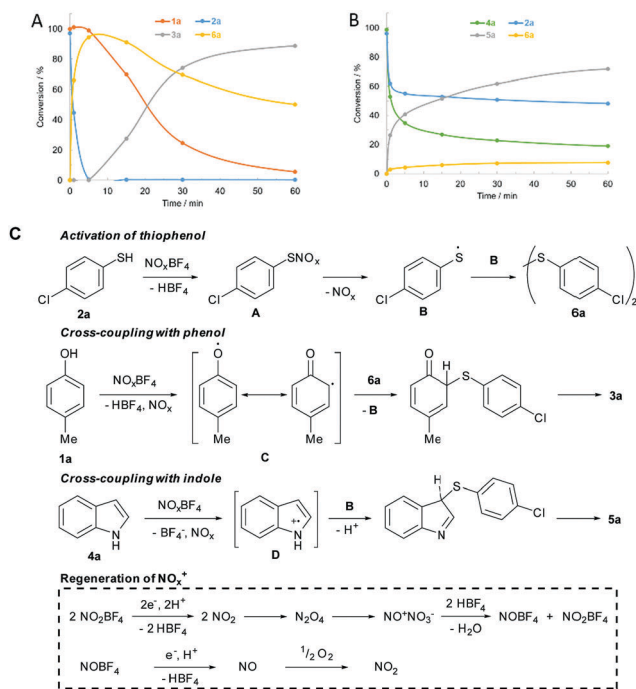 A
1a 2a
3a 6a
Conversion / %
100
80
60
40
20
0
0 10 20 30 40 50 60
Time / min
B
4a 2a
5a 6a
Conversion / %
100
80
60
40
20
0
0 10 20 30 40 50 60
Time / min
C
Activation of thiophenol
SH
Cl
2a
NOxBF4
- HBF4
SNOx
Cl
A
- NOx
S•
Cl
B
B
S
Cl
2
6a
Cross-coupling with phenol
OH
Me
1a
NOxBF4
- HBF4, NOx
O•
Me
O
•
Me
C
6a
- B
O
H
S
Cl
Me
3a
Cross-coupling with indole
N
H
4a
NOxBF4
- BF4-, NOx
+•
N
H
D
B
- H+
H
S
Cl
N
5a
Regeneration of NOx+
2 NO2BF4 2e-, 2H+ - 2 HBF4 2 NO2 N2O4 NO+NO3- 2 HBF4 - H2O NOBF4 + NO2BF4
NOBF4 e-, H+ -HBF4 NO 1/2 O2 NO2